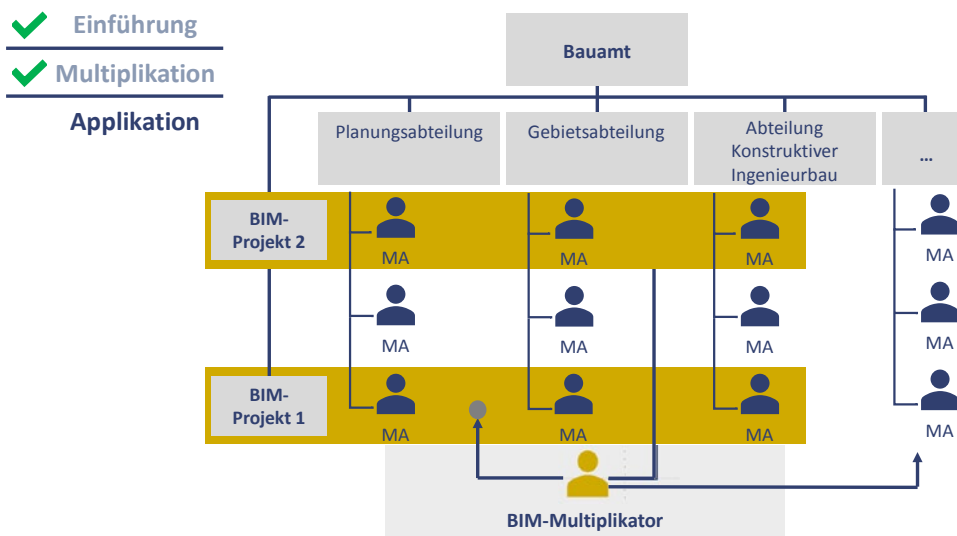 Einführung
Multiplikation
Applikation
Bauamt
Planungsabteilung
Gebietsabteilung
Abteilung
Konstruktiver
Ingenieurbau
...
BIM-
Projekt 2
MA
MA
MA
MA
MA
MA
MA
MA
BIM-
Projekt 1
MA
MA
MA
MA
BIM-Multiplikator